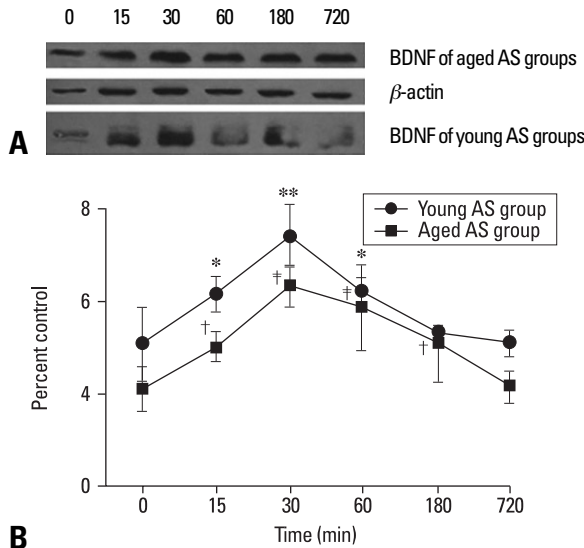 0 15 30 60 180 720
BDNF of aged AS groups
β-actin
BDNF of young AS groups
A
8
6
4
0
Percent control
**
*
*
‡
‡
†
†
Young AS group
Aged AS group
0 15 30 60 180 720
Time (min)
B